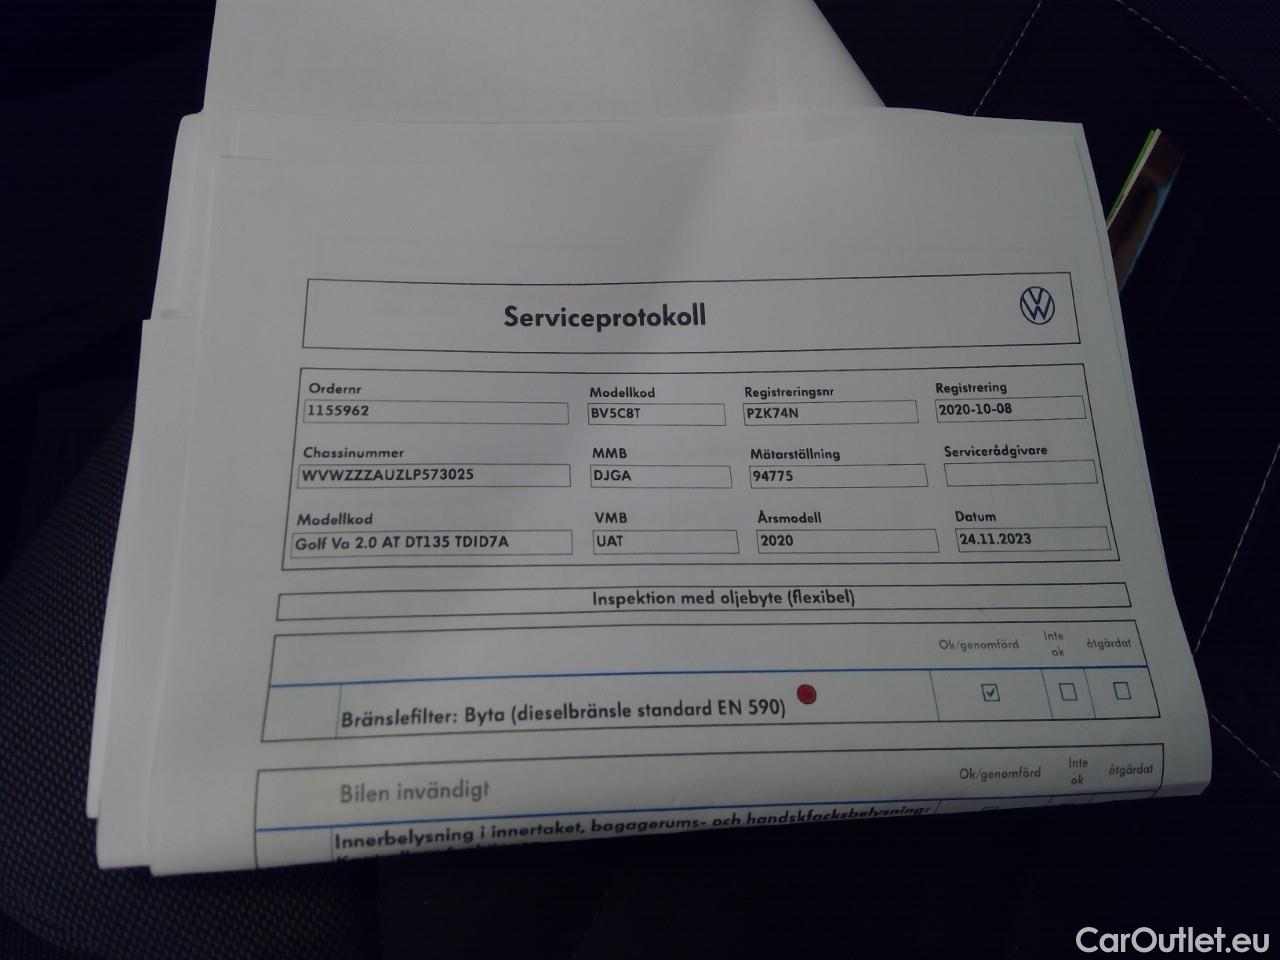 Serviceprotokoll
Ordernr Modellkod Registreringsnr Registrering
1155962 BV5C8T PZK74N 2020-10-08
Chassinummer MMB Mätarställning Servicerådgivare
WVWZZZAUZLP573025 DJGA 94775
Modellkod VMB Årsmodell Datum
Golf Va 2.0 AT DT135 TDID7A UAT 2020 24.11.2023
Inspektion med oljebyte (flexibel)
Ok/genomförd Inte ok åtgärdat
Bränslefilter: Byta (dieselbränsle standard EN 590)
Bilen invändigt Ok/genomförd Inte ok åtgärdat
Innerbelysning i innertaket, bagagerums- och handskfacksbelysning:
CarOutlet.eu